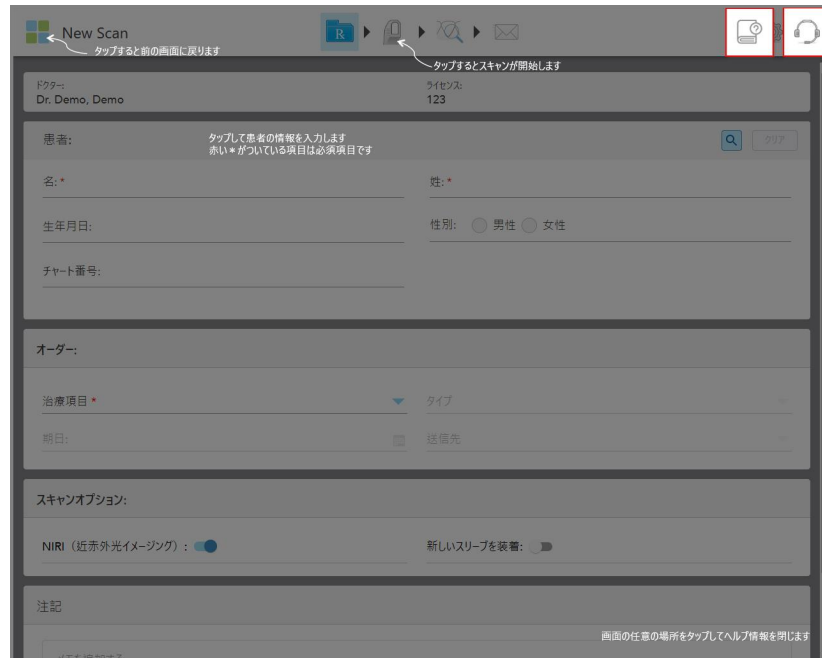 New Scan
タップすると前の画面に戻ります
R
タップするとスキャンが開始します
ドクター:
Dr. Demo, Demo
ライセンス:
123
患者:
タップして患者の情報を入力します
赤い*がついている項目は必須項目です
クリア
名:*
姓:*
生年月日:
性別: 男性 女性
チャート番号:
オーダー:
治療項目*
タイプ
期日:
送信先
スキャンオプション:
NIRI（近赤外光イメージング）:
新しいスリーブを装着:
注記
画面の任意の場所をタップしてヘルプ情報を閉じます